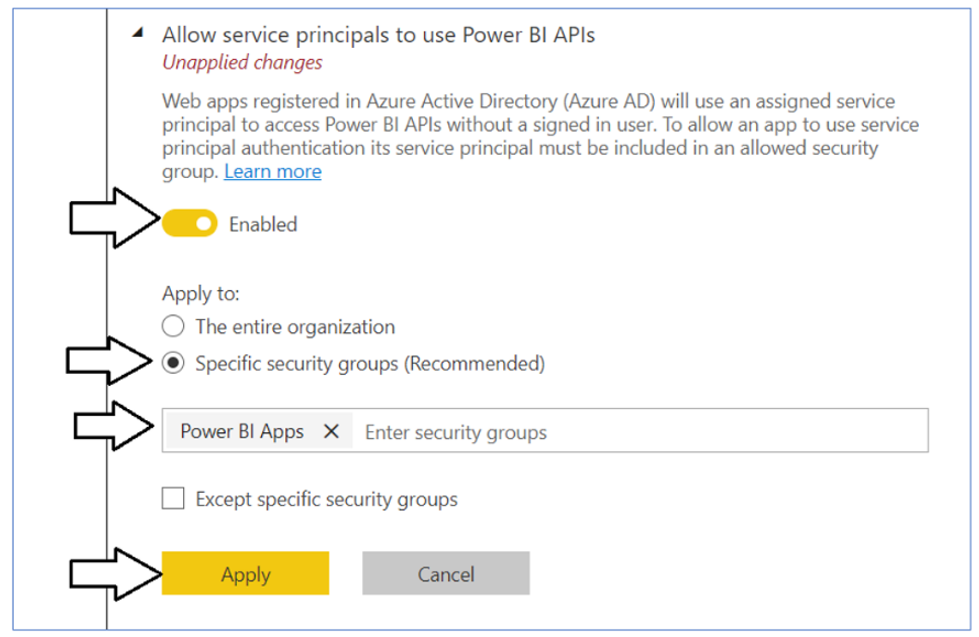 Allow service principals to use Power BI APIs
Unapplied changes
Web apps registered in Azure Active Directory (Azure AD) will use an assigned service
principal to access Power BI APIs without a signed in user. To allow an app to use service
principal authentication its service principal must be included in an allowed security
group. Learn more
Enabled
Apply to:
The entire organization
Specific security groups (Recommended)
Power BI Apps Enter security groups
Except specific security groups
Apply Cancel